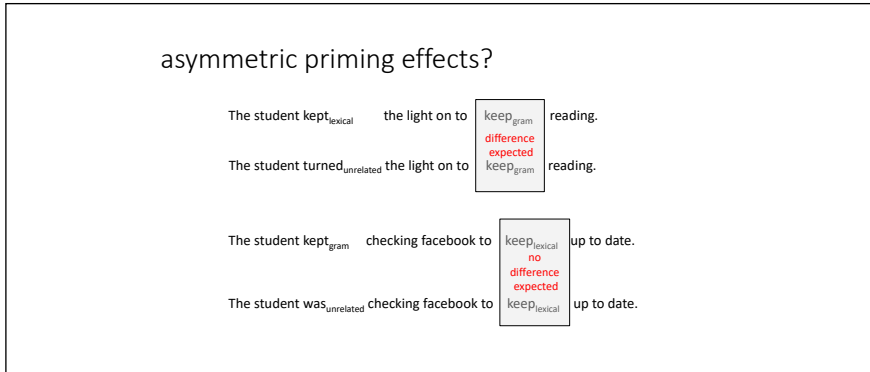 asymmetric priming effects?
The student kept lexical the light on to keep gram reading.
difference
expected
The student turned unrelated the light on to keep gram reading.
The student kept gram checking facebook to keep lexical up to date.
no
difference
expected
The student was unrelated checking facebook to keep lexical up to date.